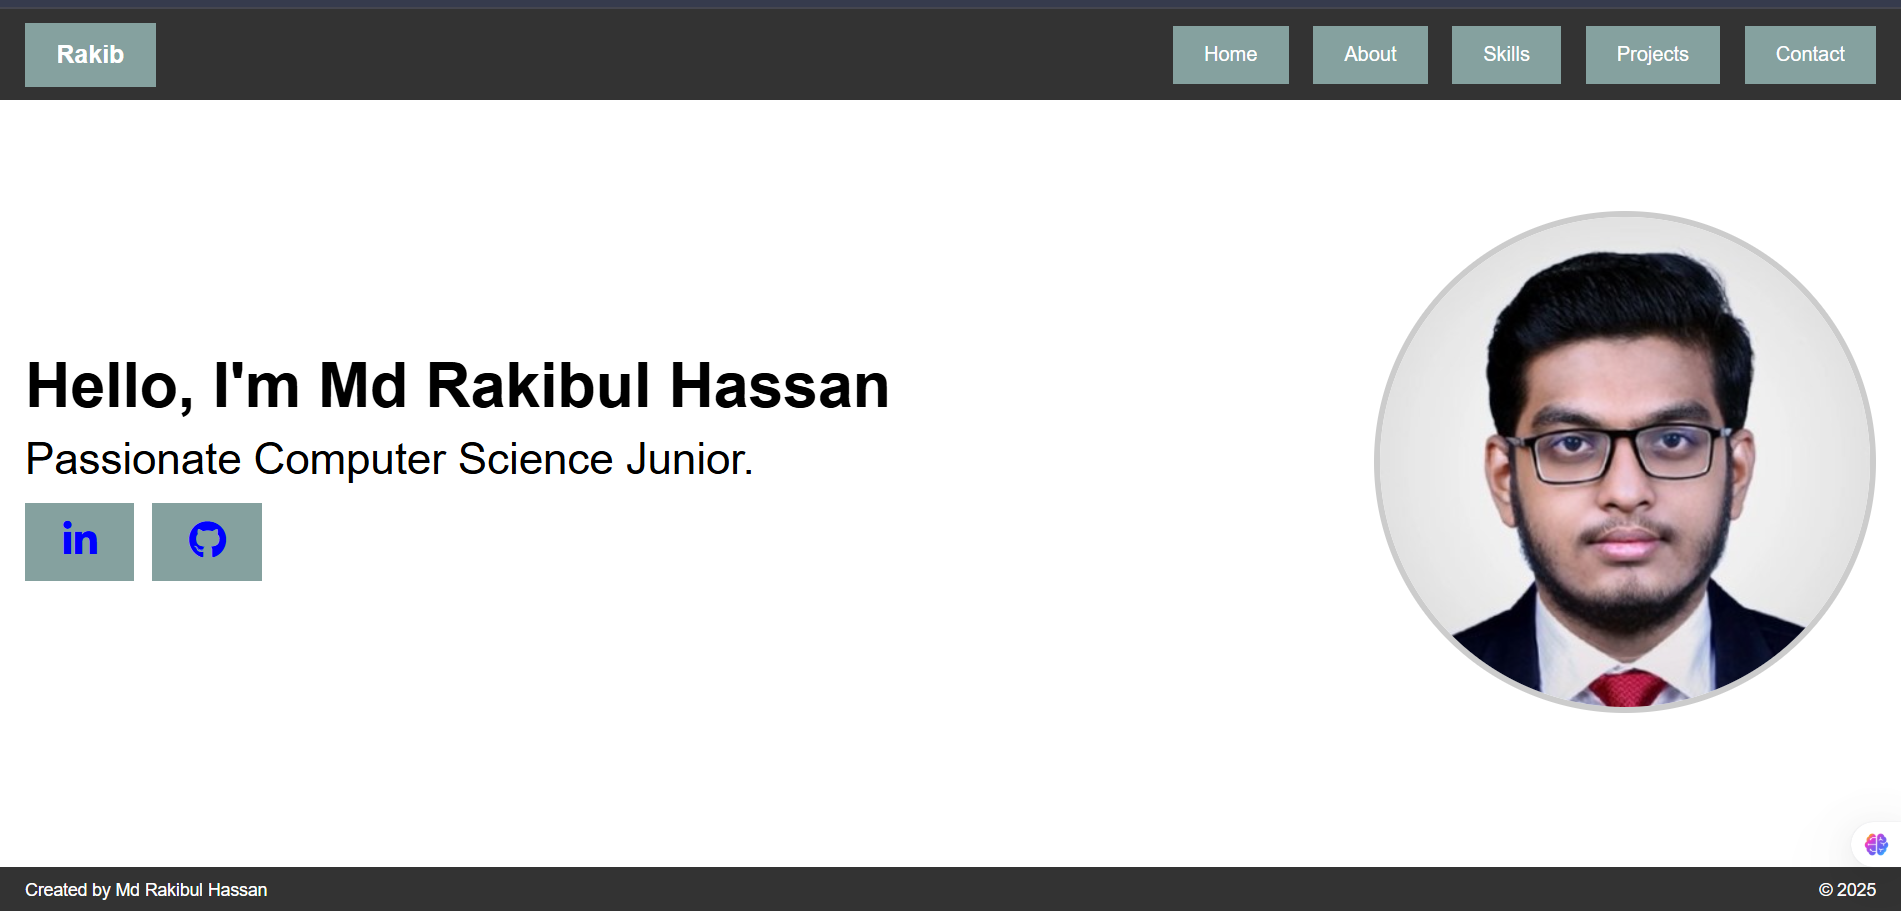 Rakib
Home
About
Skills
Projects
Contact
Hello, I'm Md Rakibul Hassan
Passionate Computer Science Junior.
in
Created by Md Rakibul Hassan
© 2025